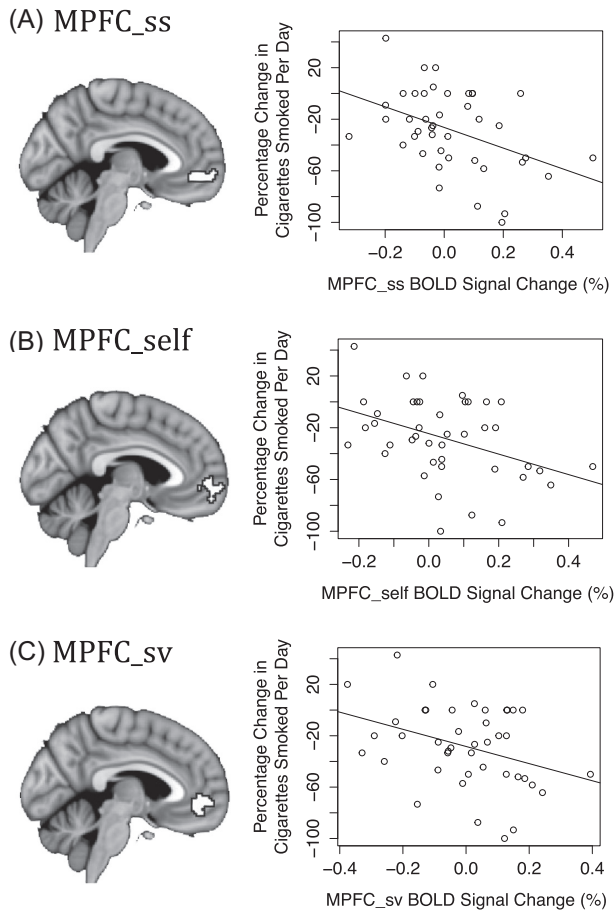 (A) MPFC_ss
Percentage Change in
Cigarettes Smoked Per Day
20
−20
−60
−100
−0.2 0.0 0.2 0.4
MPFC_ss BOLD Signal Change (%)
(B) MPFC_self
Percentage Change in
Cigarettes Smoked Per Day
20
−20
−60
−100
−0.2 0.0 0.2 0.4
MPFC_self BOLD Signal Change (%)
(C) MPFC_sv
Percentage Change in
Cigarettes Smoked Per Day
20
−20
−60
−100
−0.4 −0.2 0.0 0.2 0.4
MPFC_sv BOLD Signal Change (%)